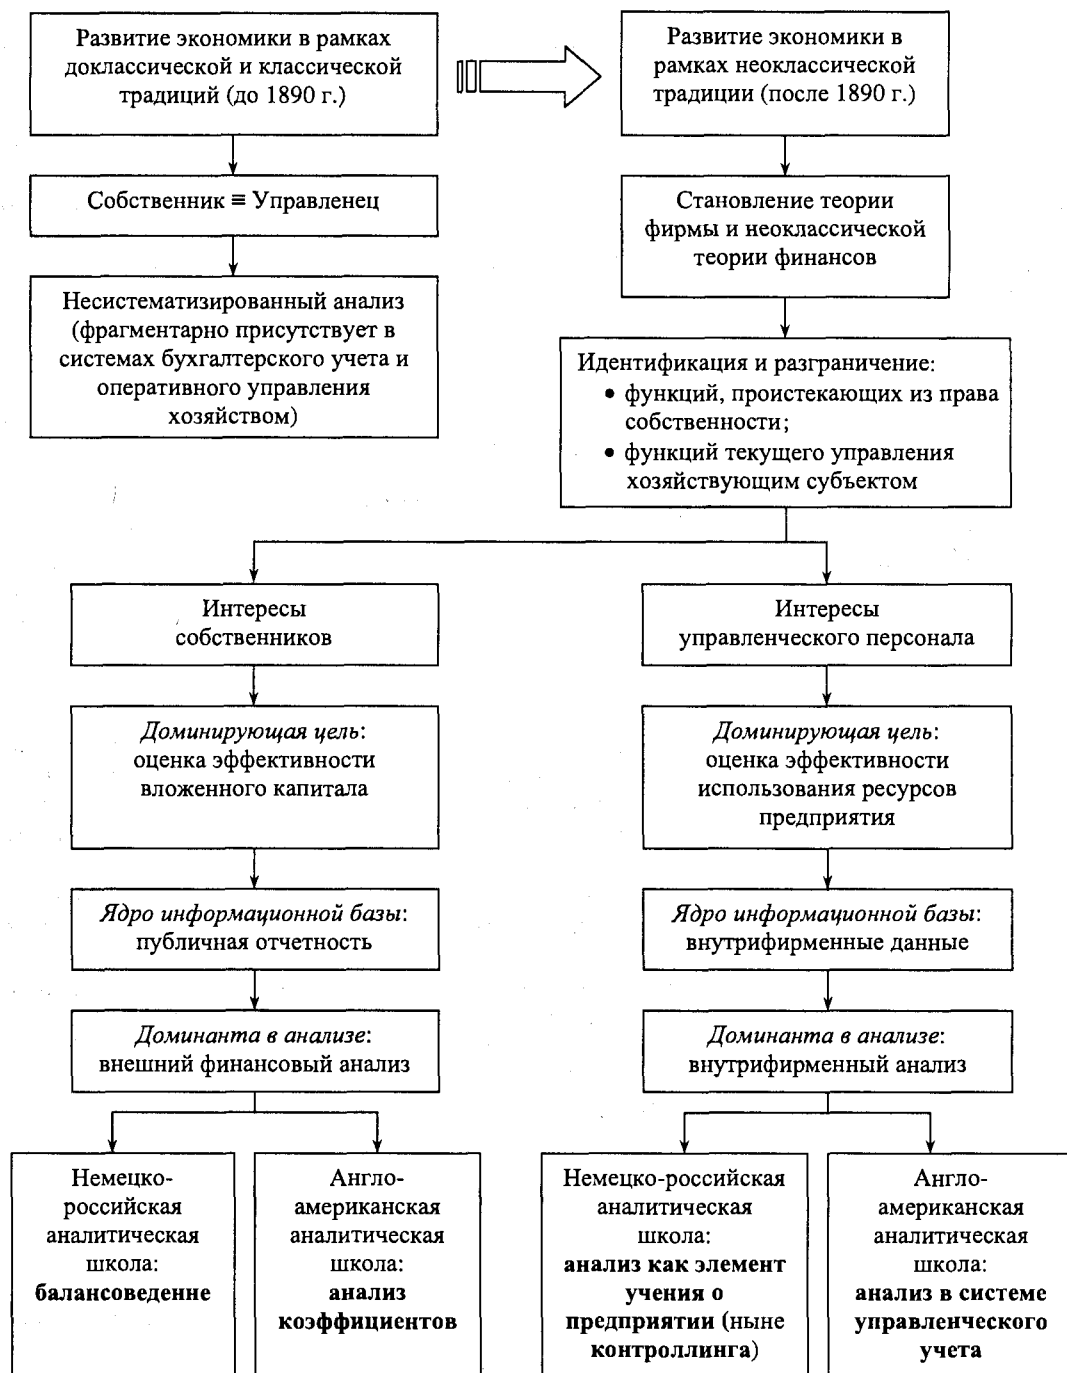 Развитие экономики в рамках
доклассической и классической
традиций (до 1890 г.)
Развитие экономики в
рамках неоклассической
традиции (после 1890 г.)
Собственник ≡ Управленец
Становление теории
фирмы и неоклассической
теории финансов
Несистематизированный анализ
(фрагментарно присутствует в
системах бухгалтерского учета и
оперативного управления
хозяйством)
Идентификация и разграничение:
• функций, проистекающих из права
собственности;
• функций текущего управления
хозяйствующим субъектом
Интересы
собственников
Интересы
управленческого персонала
Доминирующая цель:
оценка эффективности
вложенного капитала
Доминирующая цель:
оценка эффективности
использования ресурсов
предприятия
Ядро информационной базы:
публичная отчетность
Ядро информационной базы:
внутрифирменные данные
Доминанта в анализе:
внешний финансовый анализ
Доминанта в анализе:
внутрифирменный анализ
Немецко-
российская
аналитическая
школа:
балансоведенне
Англо-
американская
аналитическая
школа:
анализ
коэффициентов
Немецко-российская
аналитическая
школа:
анализ как элемент
учения о
предприятии (ныне
контроллинга)
Англо-
американская
аналитическая
школа:
анализ в системе
управленческого
учета